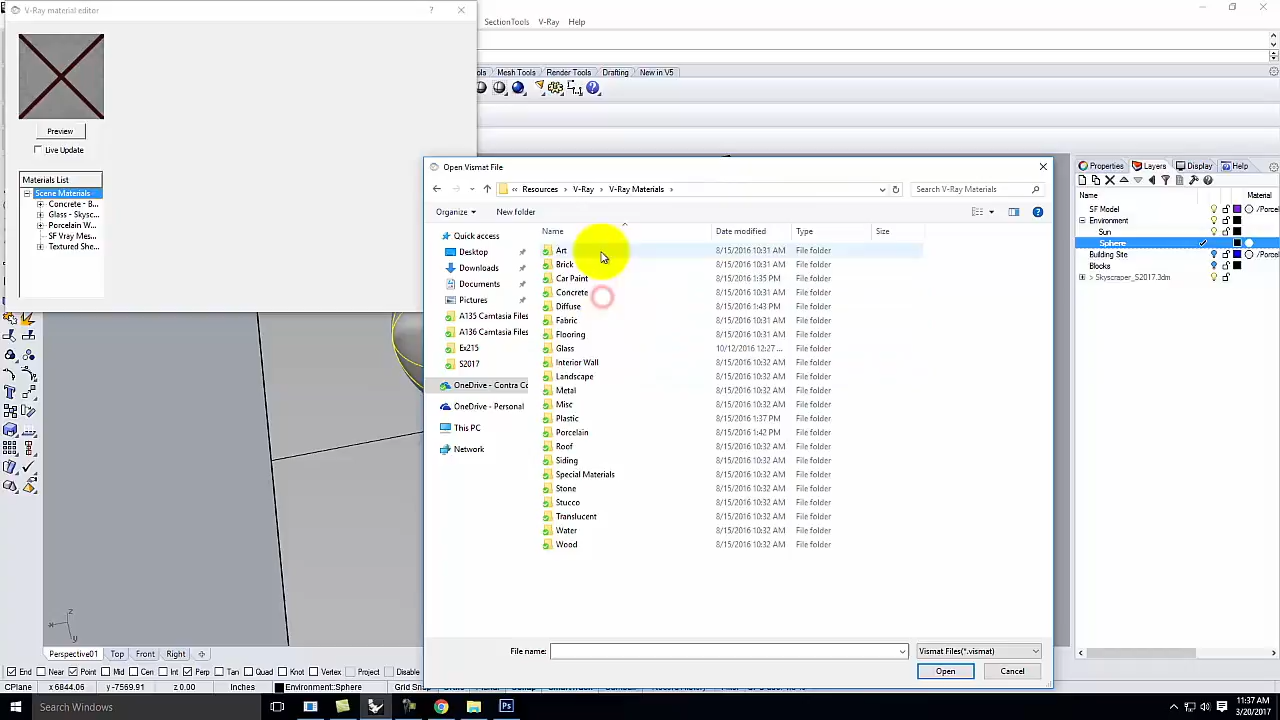 V-Ray material editor
?
SectionTools V-Ray Help
Preview
Live Update
Materials List
Scene Materials
Concrete - B...
Glass - Skysc...
Porcelain W...
SF Vray Mes...
Textured She...
Mesh Tools Render Tools Drafting New in V5
Open Vismat File
« Resources › V-Ray › V-Ray Materials ›
Search V-Ray Materials
Organize New folder
Name Date modified Type Size
Quick access
Desktop
Downloads
Documents
Pictures
A135 Camtasia Files
A136 Camtasia Files
Ex215
S2017
OneDrive - Contra Co
OneDrive - Personal
This PC
Network
Art 8/15/2016 10:31 AM File folder
Brick 8/15/2016 10:31 AM File folder
Car Paint 8/15/2016 1:35 PM File folder
Concrete 8/15/2016 10:31 AM File folder
Diffuse 8/15/2016 1:43 PM File folder
Fabric 8/15/2016 10:31 AM File folder
Flooring 8/15/2016 10:31 AM File folder
Glass 10/12/2016 12:27 ... File folder
Interior Wall 8/15/2016 10:32 AM File folder
Landscape 8/15/2016 10:32 AM File folder
Metal 8/15/2016 10:32 AM File folder
Misc 8/15/2016 10:32 AM File folder
Plastic 8/15/2016 1:37 PM File folder
Porcelain 8/15/2016 1:42 PM File folder
Roof 8/15/2016 10:32 AM File folder
Siding 8/15/2016 10:32 AM File folder
Special Materials 8/15/2016 10:32 AM File folder
Stone 8/15/2016 10:32 AM File folder
Stucco 8/15/2016 10:32 AM File folder
Translucent 8/15/2016 10:32 AM File folder
Water 8/15/2016 10:32 AM File folder
Wood 8/15/2016 10:32 AM File folder
File name:
Vismat Files(*.vismat)
Open Cancel
Properties Layers Display Help
Name Material
SF Model /Porcel
Environment
Sun
Sphere
Building Site /Porcel
Blocks
Skyscraper_S2017.3dm
z
x
y
Perspective01 Top Front Right
End Near Point Mid Cen Int Perp Tan Quad Knot Vertex Project Disable
CPlane x 6844.06 y -7569.91 z 0.00 Inches Environment::Sphere Grid Snap
Search Windows
Ps
11:37 AM
3/20/2017